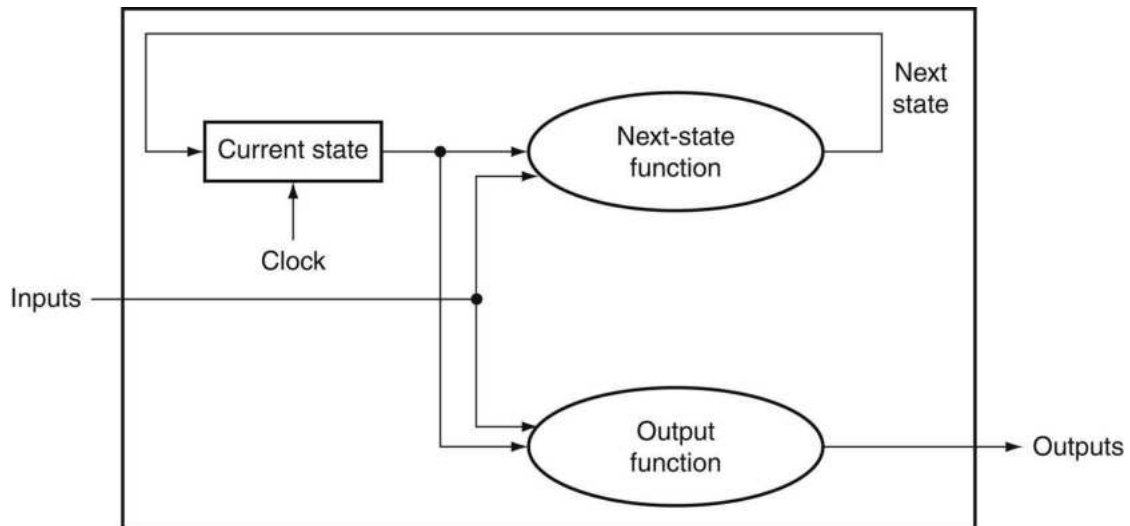 Next
state
Next-state
function
Current state
Clock
Inputs
Output
function
Outputs